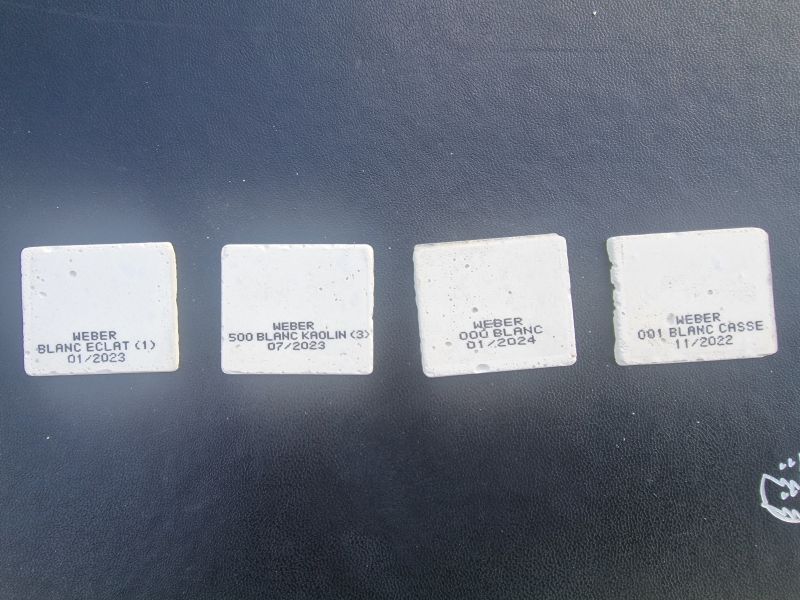 WEBER
BLANC ECLAT (1)
01/2023
WEBER
500 BLANC KAOLIN (3)
07/2023
WEBER
000 BLANC
01/2024
WEBER
001 BLANC CASSE
11/2022